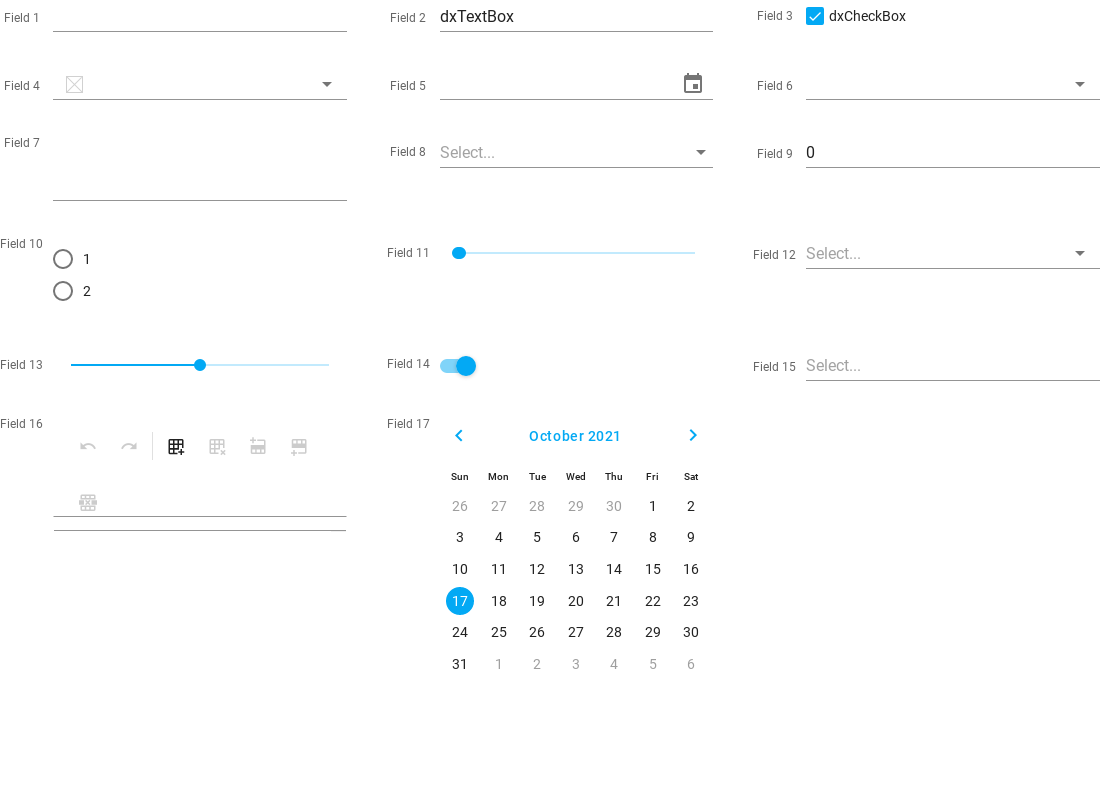 Field 1
Field 2 dxTextBox
Field 3 dxCheckBox
Field 4
Field 5
Field 6
Field 7
Field 8 Select...
Field 9 0
Field 10
1
2
Field 11
Field 12 Select...
Field 13
Field 14
Field 15 Select...
Field 16
Field 17
October 2021
Sun Mon Tue Wed Thu Fri Sat
26 27 28 29 30 1 2
3 4 5 6 7 8 9
10 11 12 13 14 15 16
17 18 19 20 21 22 23
24 25 26 27 28 29 30
31 1 2 3 4 5 6